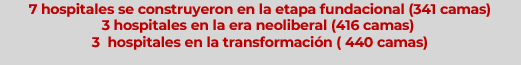 7 hospitales se construyeron en la etapa fundacional (341 camas)
3 hospitales en la era neoliberal (416 camas)
3 hospitales en la transformación ( 440 camas)